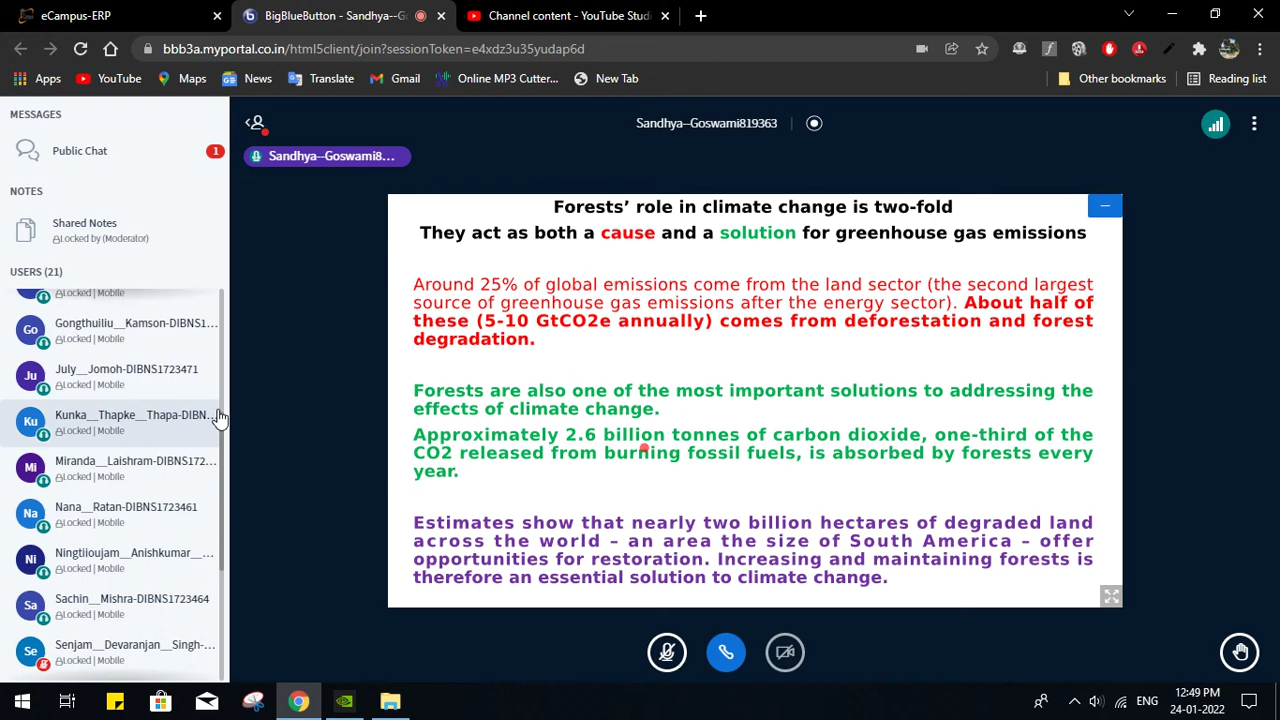 eCampus-ERP
BigBlueButton - Sandhya--G
Channel content - YouTube Studi
bbb3a.myportal.co.in/html5client/join?sessionToken=e4xdz3u35yudap6d
Apps
YouTube
Maps
News
Translate
Gmail
Online MP3 Cutter...
New Tab
Other bookmarks
Reading list
MESSAGES
Public Chat
1
NOTES
Shared Notes
Locked by (Moderator)
USERS (21)
Locked | Mobile
Go
Gongthuiliu__Kamson-DIBNS1...
Locked | Mobile
Ju
July__Jomoh-DIBNS1723471
Locked | Mobile
Ku
Kunka__Thapke__Thapa-DIBN...
Locked | Mobile
Mi
Miranda__Laishram-DIBNS172...
Locked | Mobile
Na
Nana__Ratan-DIBNS1723461
Locked | Mobile
Ni
Ningtiioujam__Anishkumar__...
Locked | Mobile
Sa
Sachin__Mishra-DIBNS1723464
Locked | Mobile
Se
Senjam__Devaranjan__Singh-...
Locked | Mobile
Sandhya--Goswami819363
Sandhya--Goswami8...
Forests’ role in climate change is two-fold
They act as both a cause and a solution for greenhouse gas emissions
Around 25% of global emissions come from the land sector (the second largest
source of greenhouse gas emissions after the energy sector). About half of
these (5-10 GtCO2e annually) comes from deforestation and forest
degradation.
Forests are also one of the most important solutions to addressing the
effects of climate change.
Approximately 2.6 billion tonnes of carbon dioxide, one-third of the
CO2 released from burning fossil fuels, is absorbed by forests every
year.
Estimates show that nearly two billion hectares of degraded land
across the world – an area the size of South America – offer
opportunities for restoration. Increasing and maintaining forests is
therefore an essential solution to climate change.
ENG
12:49 PM
24-01-2022